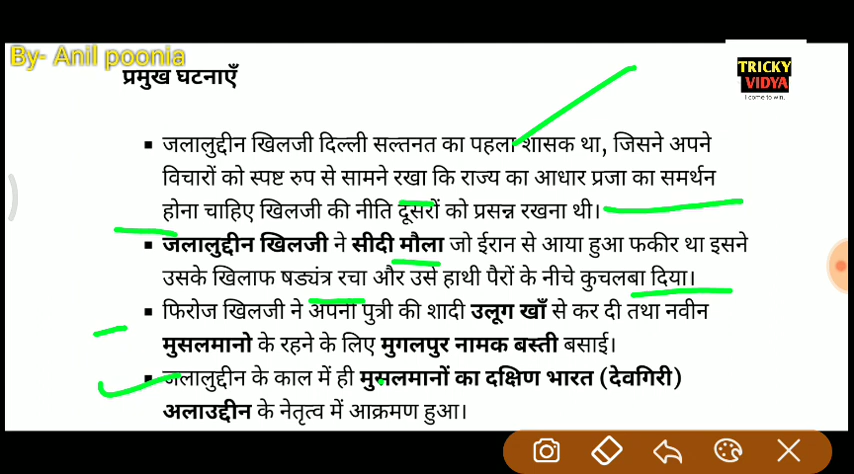 By- Anil poonia
प्रमुख घटनाएँ
TRICKY
VIDYA
I come to win.
▪ जलालुद्दीन खिलजी दिल्ली सल्तनत का पहला शासक था, जिसने अपने
विचारों को स्पष्ट रुप से सामने रखा कि राज्य का आधार प्रजा का समर्थन
होना चाहिए खिलजी की नीति दूसरों को प्रसन्न रखना थी।
▪ जलालुद्दीन खिलजी ने सीदी मौला जो ईरान से आया हुआ फकीर था इसने
उसके खिलाफ षड्यंत्र रचा और उसे हाथी पैरों के नीचे कुचलबा दिया।
▪ फिरोज खिलजी ने अपनी पुत्री की शादी उलूग खाँ से कर दी तथा नवीन
मुसलमानो के रहने के लिए मुगलपुर नामक बस्ती बसाई।
▪ जलालुद्दीन के काल में ही मुसलमानों का दक्षिण भारत (देवगिरी)
अलाउद्दीन के नेतृत्व में आक्रमण हुआ।